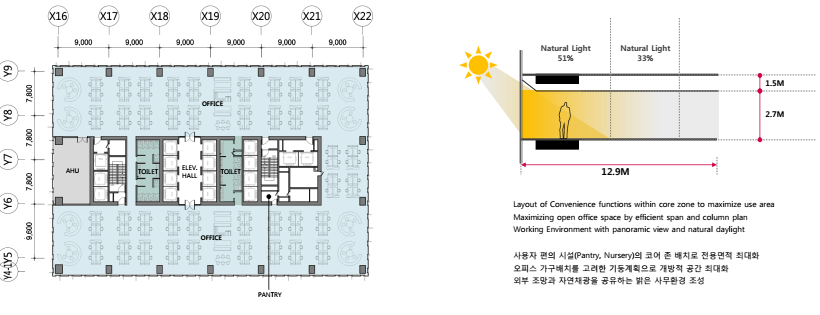 X16 X17 X18 X19 X20 X21 X22
9,000 9,000 9,000 9,000 9,000 9,000
Y9
7,800
Y8
7,800
Y7
7,800
Y6
9,600
Y5
Y4-1
OFFICE
AHU
TOILET
ELEV.
HALL
TOILET
OFFICE
PANTRY
Natural Light
51%
Natural Light
33%
1.5M
2.7M
12.9M
Layout of Convenience functions within core zone to maximize use area
Maximizing open office space by efficient span and column plan
Working Environment with panoramic view and natural daylight
사용자 편의 시설(Pantry, Nursery)의 코어 존 배치로 전용면적 최대화
오피스 가구배치를 고려한 기둥계획으로 개방적 공간 최대화
외부 조망과 자연채광을 공유하는 밝은 사무환경 조성